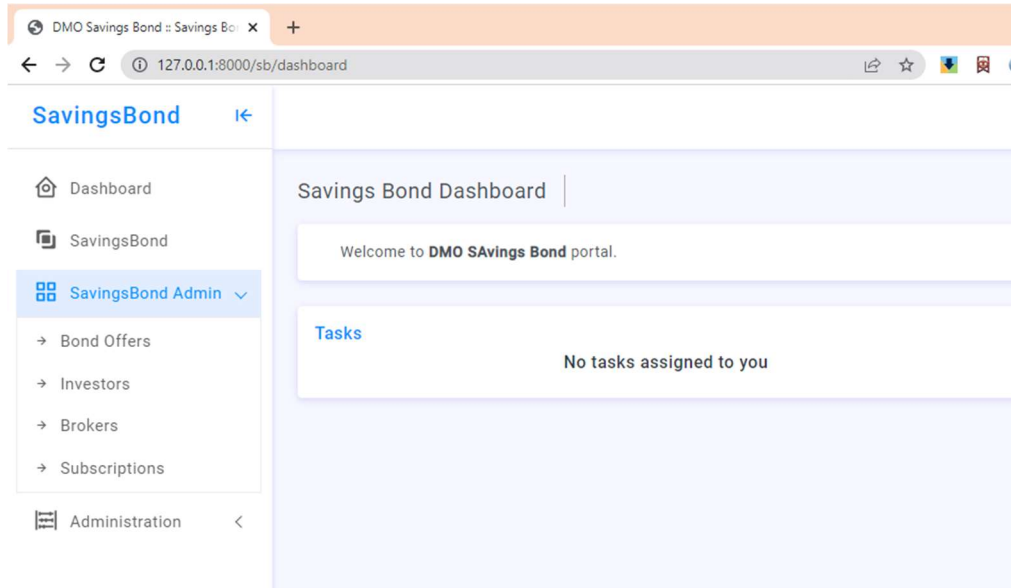 DMO Savings Bond :: Savings Bo
127.0.0.1:8000/sb/dashboard
SavingsBond
Dashboard
SavingsBond
SavingsBond Admin
Bond Offers
Investors
Brokers
Subscriptions
Administration
Savings Bond Dashboard
Welcome to DMO SAvings Bond portal.
Tasks
No tasks assigned to you